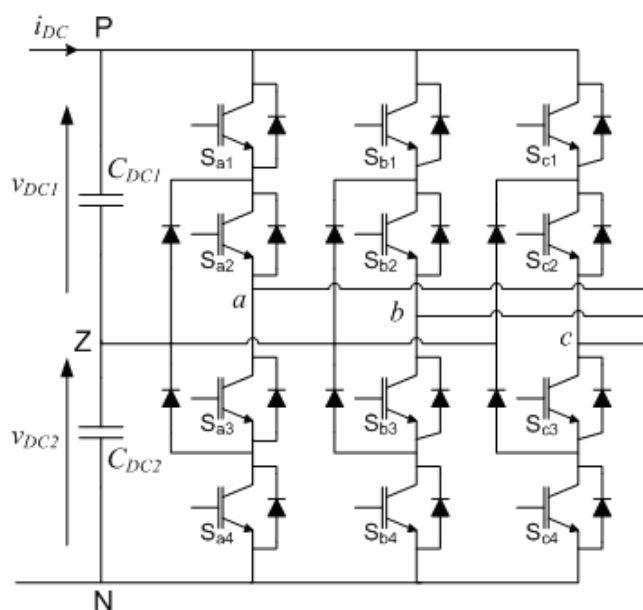 P
i_DC
S_a1 S_b1 S_c1
C_DC1
v_DC1
S_a2 S_b2 S_c2
a
b
Z
c
v_DC2
S_a3 S_b3 S_c3
C_DC2
S_a4 S_b4 S_c4
N